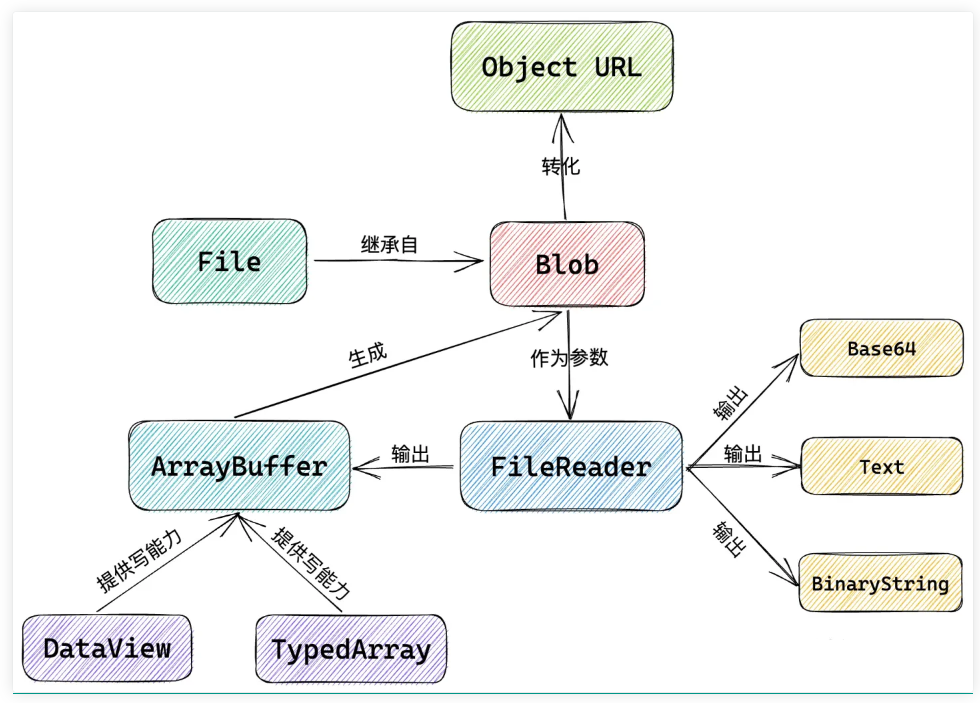 Object URL
转化
File
继承自
Blob
生成
作为参数
Base64
输出
ArrayBuffer
输出
FileReader
输出
Text
输出
BinaryString
提供写能力
提供写能力
DataView
TypedArray